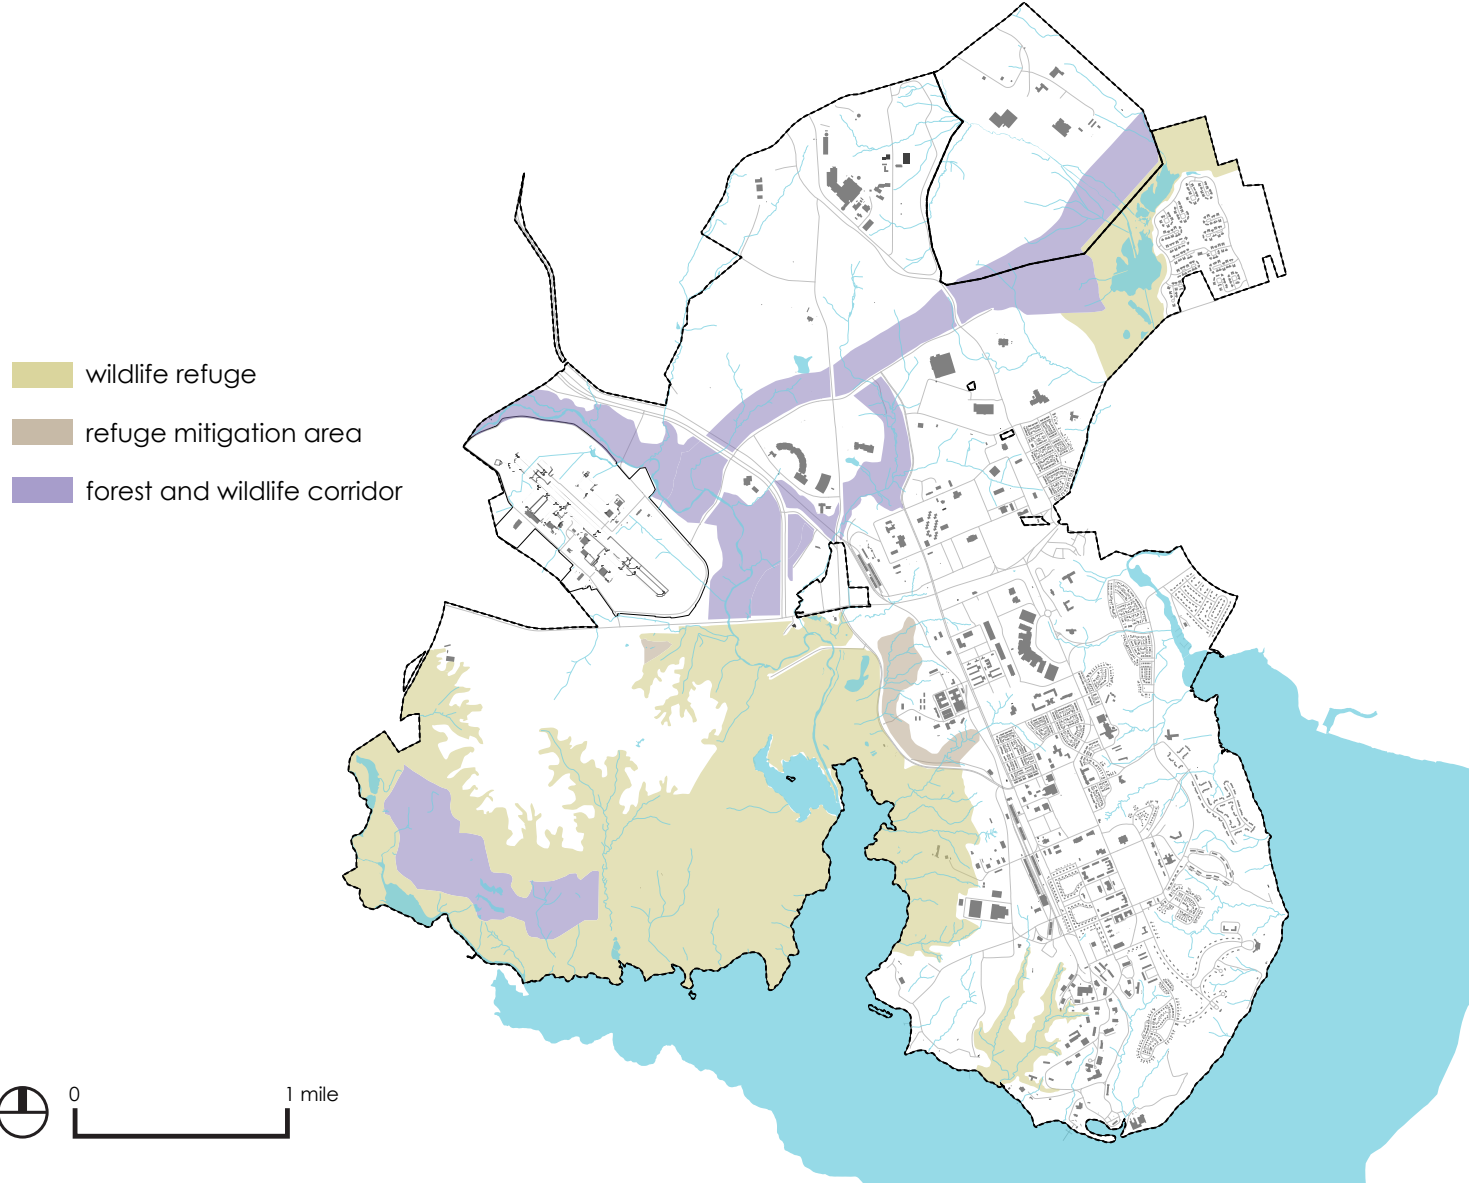 wildlife refuge
refuge mitigation area
forest and wildlife corridor
0 1 mile